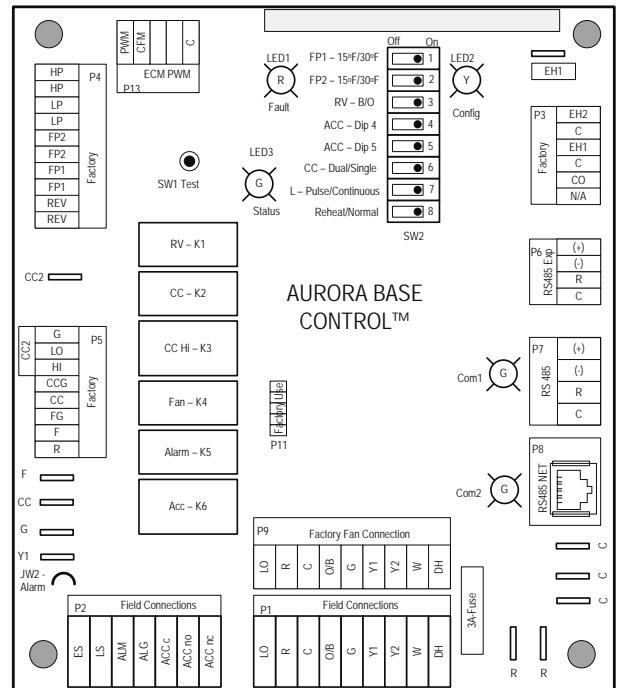 PWM
CFM
C
ECM PWM
P13
LED1
R
Fault
Off On
FP1 – 15ºF/30ºF 1
FP2 – 15ºF/30ºF 2
RV – B/O 3
ACC – Dip 4 4
ACC – Dip 5 5
CC – Dual/Single 6
L – Pulse/Continuous 7
Reheat/Normal 8
SW2
LED2
Y
Config
EH1
P4
HP
HP
LP
LP
FP2
FP2
FP1
FP1
REV
REV
Factory
SW1 Test
LED3
G
Status
P3
Factory
EH2
C
EH1
C
CO
N/A
RV – K1
CC – K2
CC Hi – K3
Fan – K4
Alarm – K5
Acc – K6
AURORA BASE
CONTROL™
P6
RS485 Exp
(+)
(-)
R
C
CC2
CC2
P5
G
LO
HI
CCG
CC
FG
F
R
Factory
Factory Use
P11
Com1
G
P7
RS 485
(+)
(-)
R
C
P8
RS485 NET
Com2
G
F
CC
G
Y1
JW2 -
Alarm
P9 Factory Fan Connection
LO R C O/B G Y1 Y2 W DH
P2 Field Connections
ES LS ALM ALG ACC c ACC no ACC nc
P1 Field Connections
LO R C O/B G Y1 Y2 W DH
3A-Fuse
C
C
C
R R